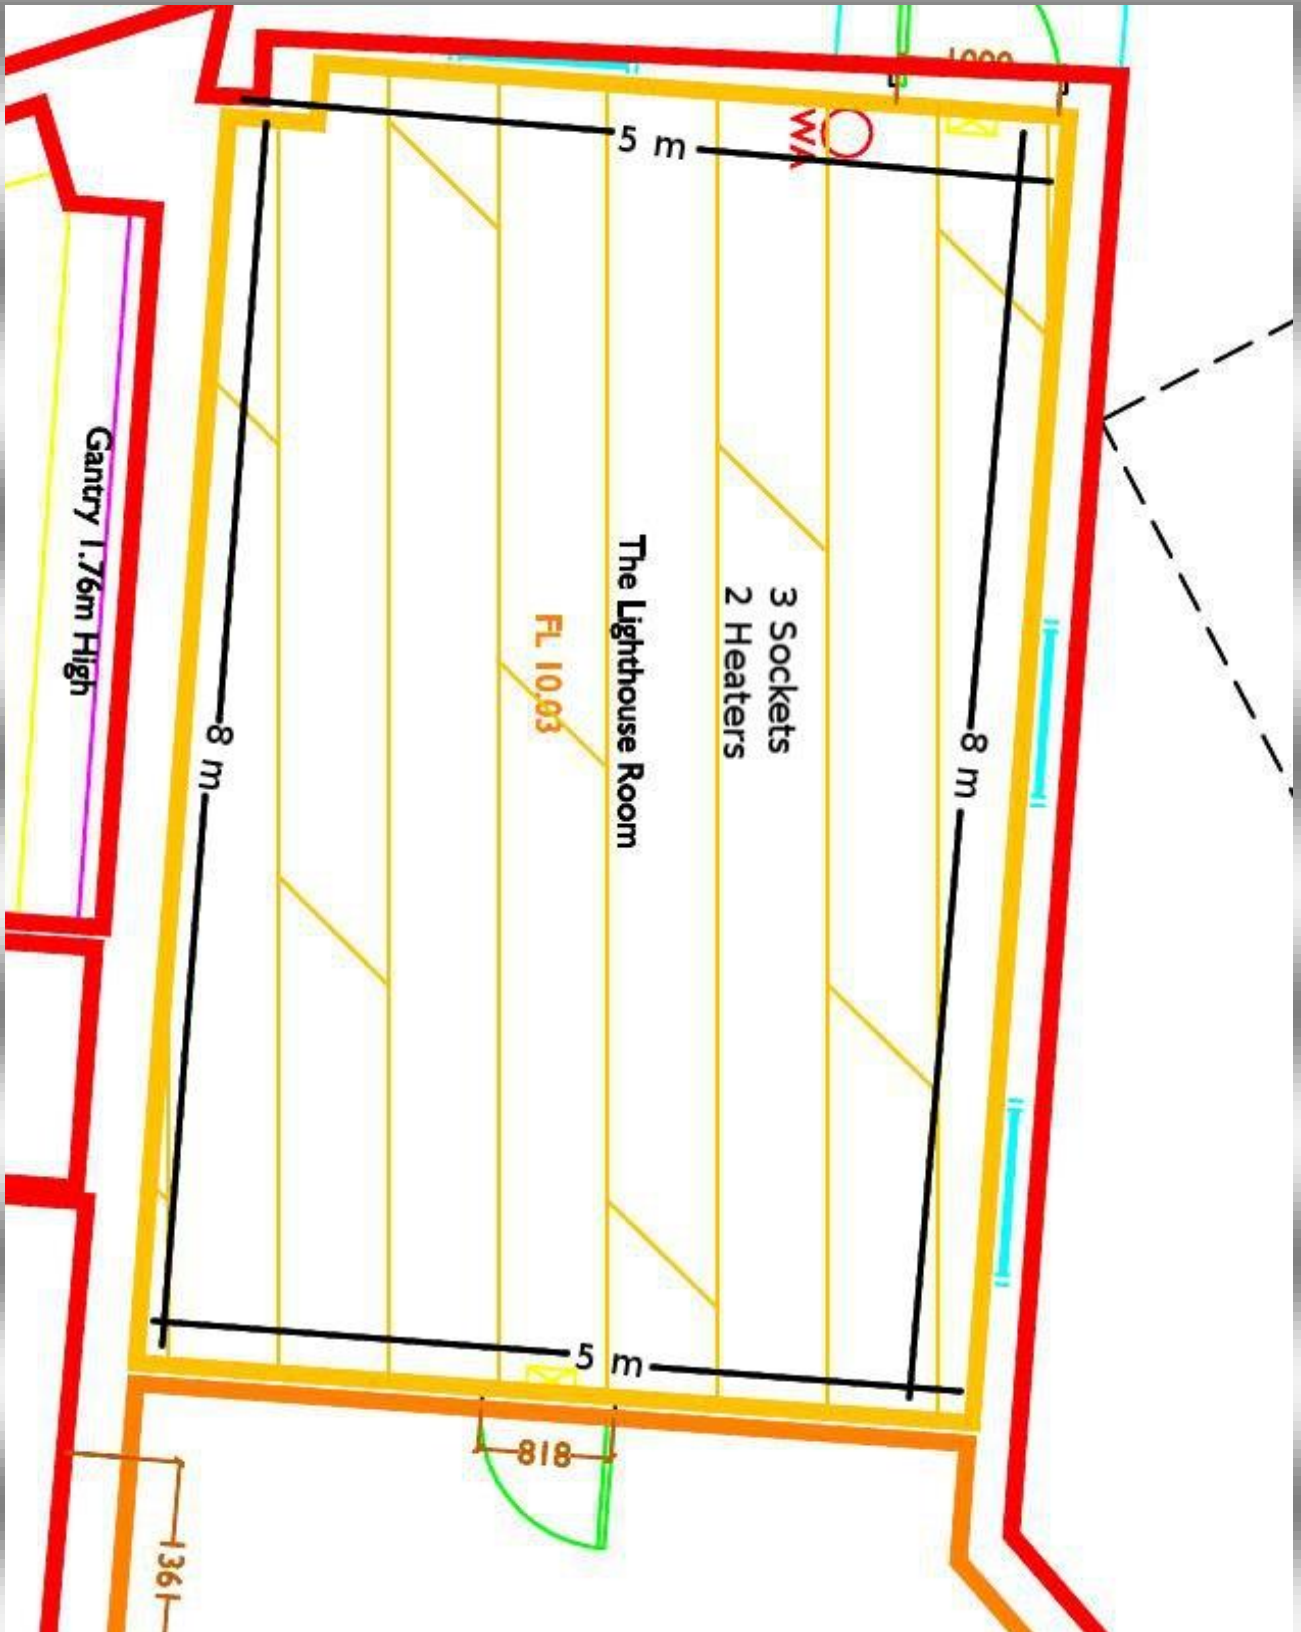 1000
5 m
WA
Gantry 1.76m High
8 m
The Lighthouse Room
FL 10.03
3 Sockets
2 Heaters
8 m
5 m
818
1361